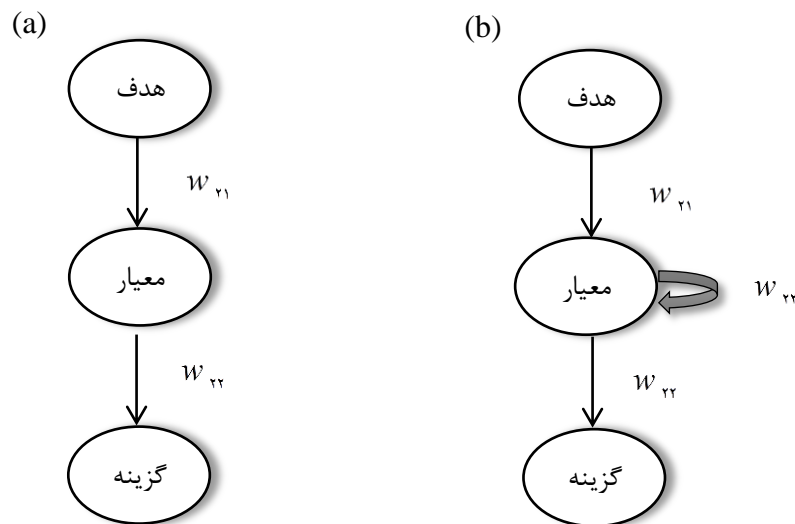 (a)
هدف
w ۲۱
معیار
w ۲۲
گزینه
(b)
هدف
w ۲۱
معیار
w ۲۲
w ۲۲
گزینه